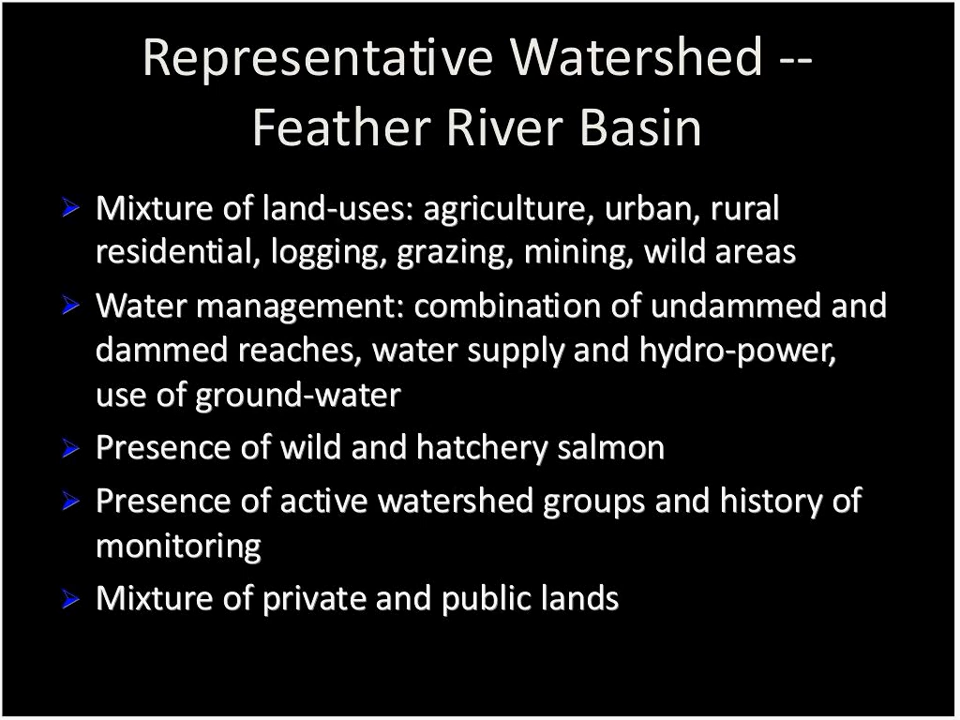 Representative Watershed --
Feather River Basin
Mixture of land-uses: agriculture, urban, rural
residential, logging, grazing, mining, wild areas
Water management: combination of undammed and
dammed reaches, water supply and hydro-power,
use of ground-water
Presence of wild and hatchery salmon
Presence of active watershed groups and history of
monitoring
Mixture of private and public lands